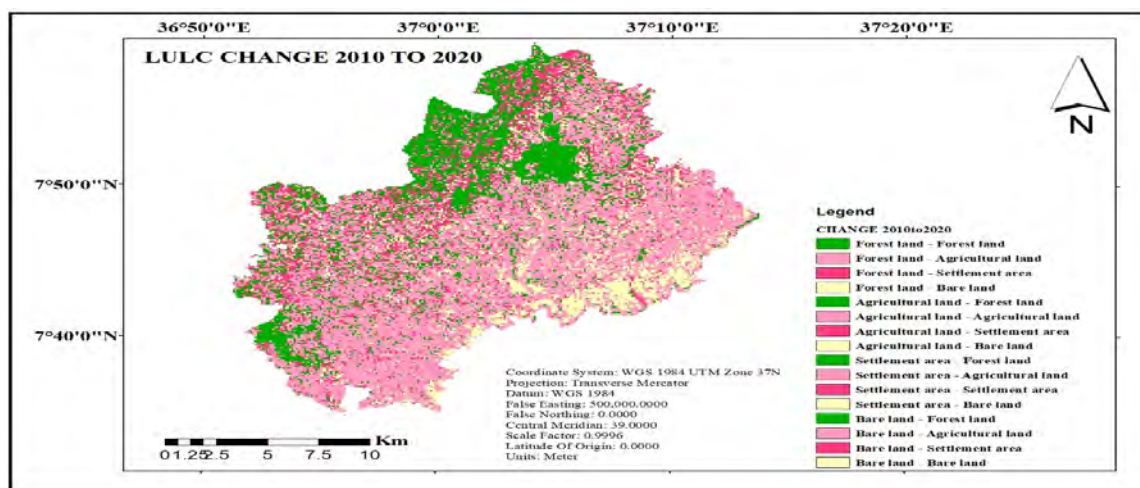 36°50'0"E 37°0'0"E 37°10'0"E 37°20'0"E
LULC CHANGE 2010 TO 2020
N
7°50'0"N
7°40'0"N
Legend
CHANGE 2010to2020
Forest land - Forest land
Forest land - Agricultural land
Forest land - Settlement area
Forest land - Bare land
Agricultural land - Forest land
Agricultural land - Agricultural land
Agricultural land - Settlement area
Agricultural land - Bare land
Settlement area - Forest land
Settlement area - Agricultural land
Settlement area - Settlement area
Settlement area - Bare land
Bare land - Forest land
Bare land - Agricultural land
Bare land - Settlement area
Bare land - Bare land
Coordinate System: WGS 1984 UTM Zone 37N
Projection: Transverse Mercator
Datum: WGS 1984
False Easting: 500,000.0000
False Northing: 0.0000
Central Meridian: 39.0000
Scale Factor: 0.9996
Latitude Of Origin: 0.0000
Units: Meter
Km
0 1.25 2.5 5 7.5 10